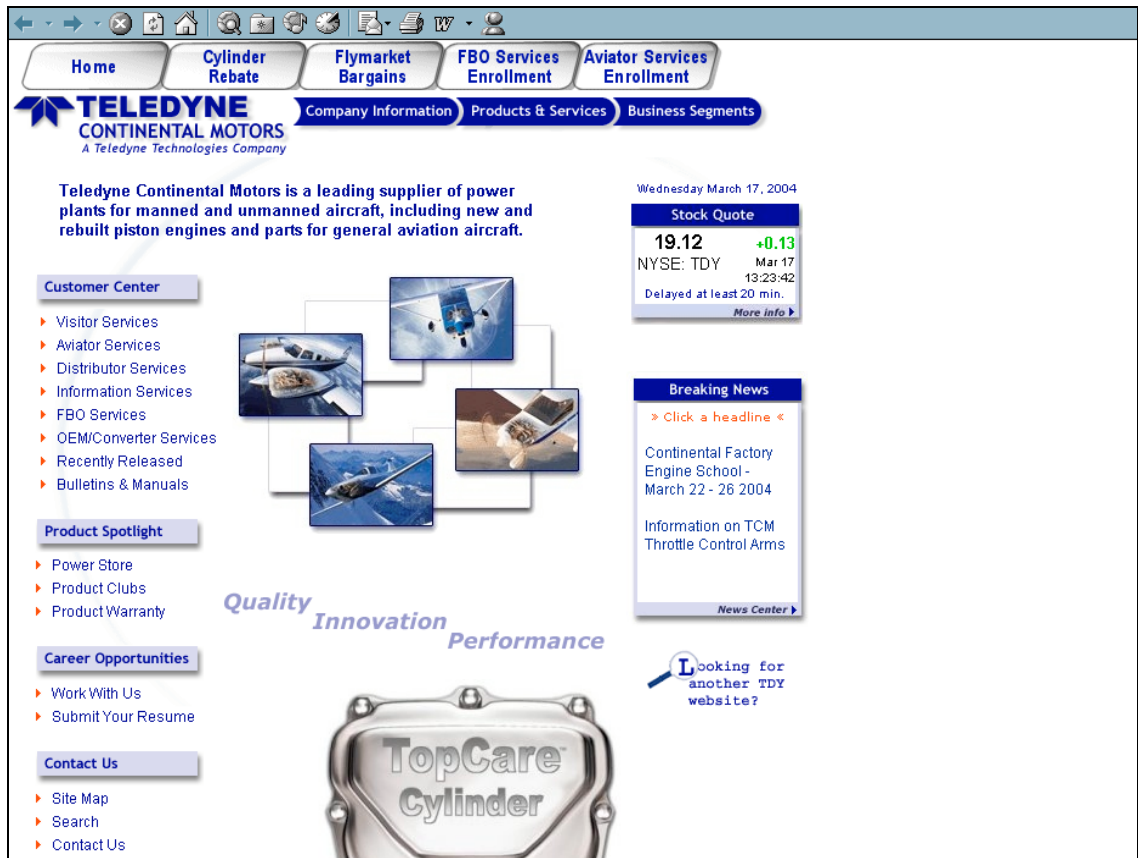 Home
Cylinder
Rebate
Flymarket
Bargains
FBO Services
Enrollment
Aviator Services
Enrollment
TELEDYNE
CONTINENTAL MOTORS
A Teledyne Technologies Company
Company Information
Products & Services
Business Segments
Teledyne Continental Motors is a leading supplier of power
plants for manned and unmanned aircraft, including new and
rebuilt piston engines and parts for general aviation aircraft.
Wednesday March 17, 2004
Stock Quote
19.12 +0.13
NYSE: TDY Mar 17
13:23:42
Delayed at least 20 min.
More info
Customer Center
Visitor Services
Aviator Services
Distributor Services
Information Services
FBO Services
OEM/Converter Services
Recently Released
Bulletins & Manuals
Breaking News
» Click a headline «
Continental Factory
Engine School -
March 22 - 26 2004
Information on TCM
Throttle Control Arms
News Center
Product Spotlight
Power Store
Product Clubs
Product Warranty
Quality
Innovation
Performance
Career Opportunities
Work With Us
Submit Your Resume
Looking for
another TDY
website?
Contact Us
Site Map
Search
Contact Us
TopCare™
Cylinder